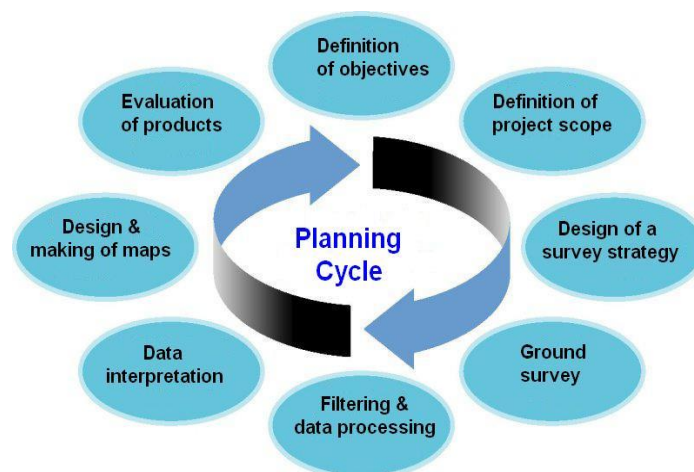 Definition
of objectives
Definition of
project scope
Design of a
survey strategy
Ground
survey
Filtering &
data processing
Data
interpretation
Design &
making of maps
Evaluation
of products
Planning
Cycle